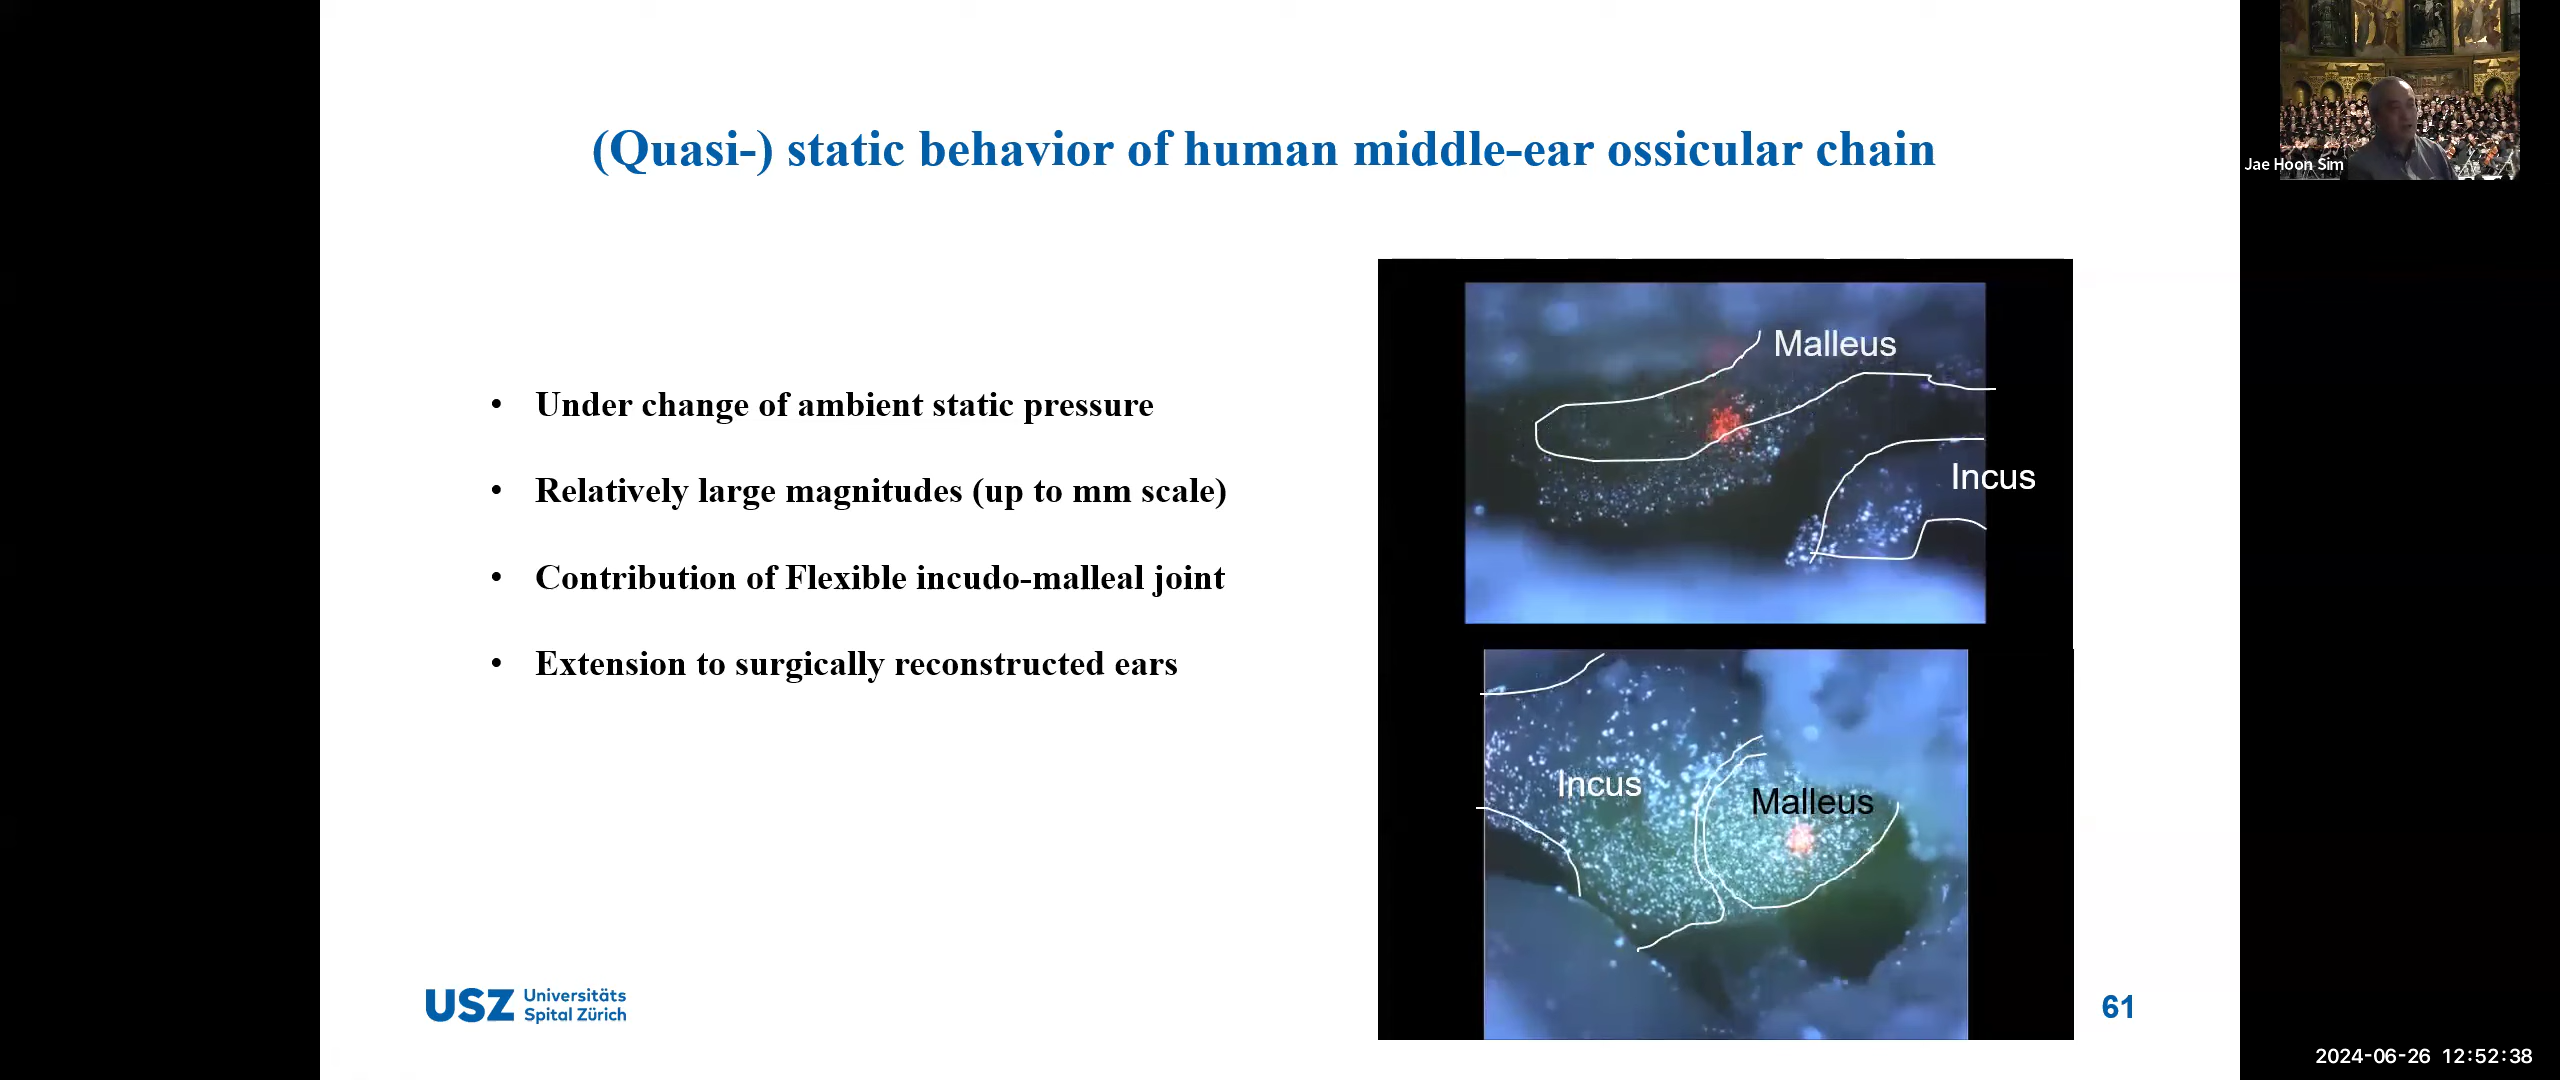 (Quasi-) static behavior of human middle-ear ossicular chain
Jae Hoon Sim
• Under change of ambient static pressure
• Relatively large magnitudes (up to mm scale)
• Contribution of Flexible incudo-malleal joint
• Extension to surgically reconstructed ears
Malleus
Incus
Incus
Malleus
USZ Universitäts
Spital Zürich
61
2024-06-26 12:52:38